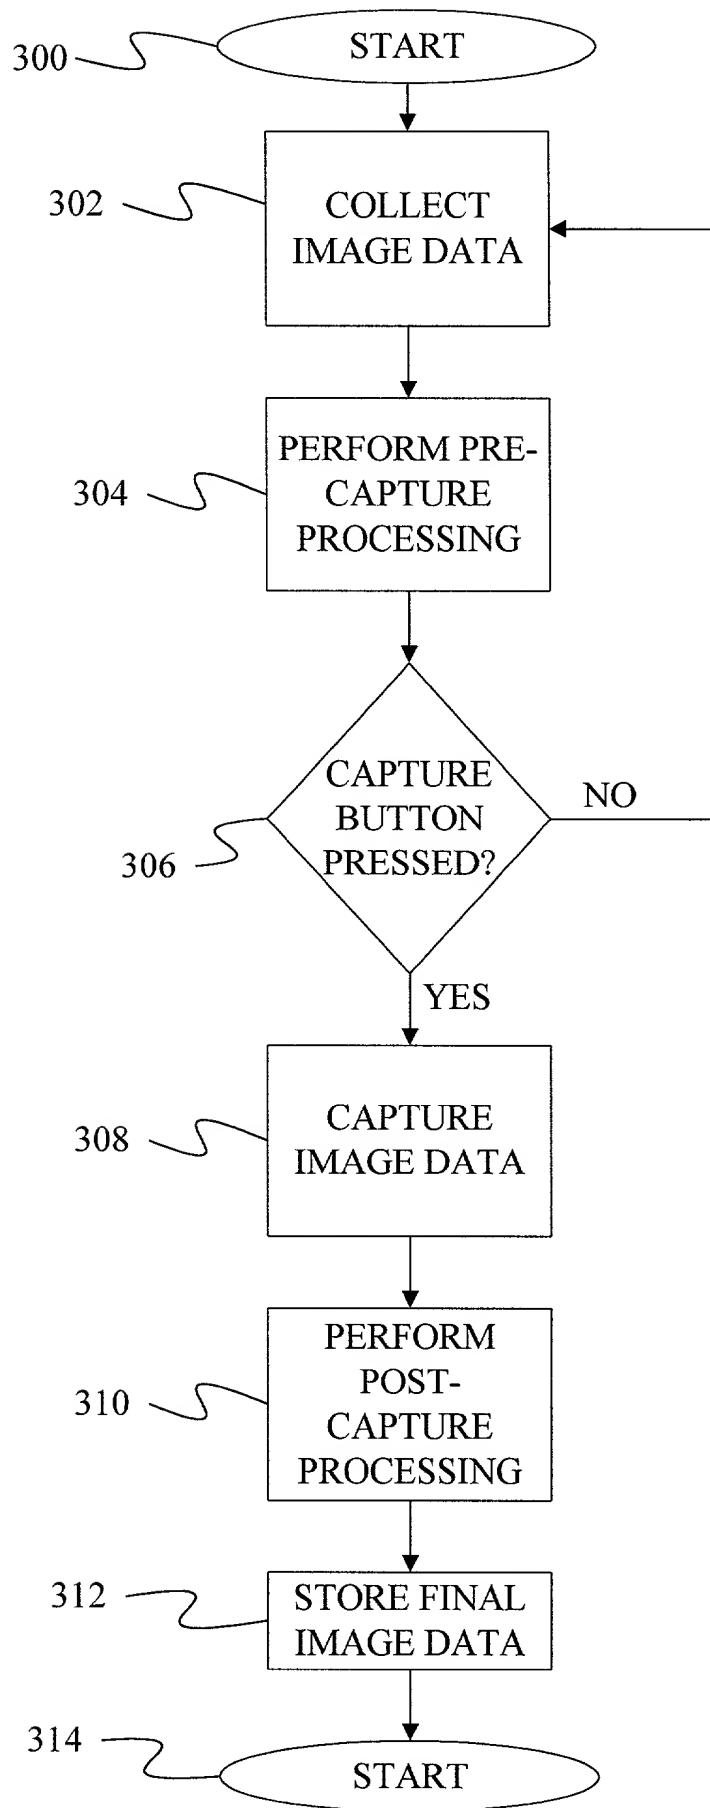 300
START
302
COLLECT
IMAGE DATA
304
PERFORM PRE-
CAPTURE
PROCESSING
306
CAPTURE
BUTTON
PRESSED?
NO
YES
308
CAPTURE
IMAGE DATA
310
PERFORM
POST-
CAPTURE
PROCESSING
312
STORE FINAL
IMAGE DATA
314
START